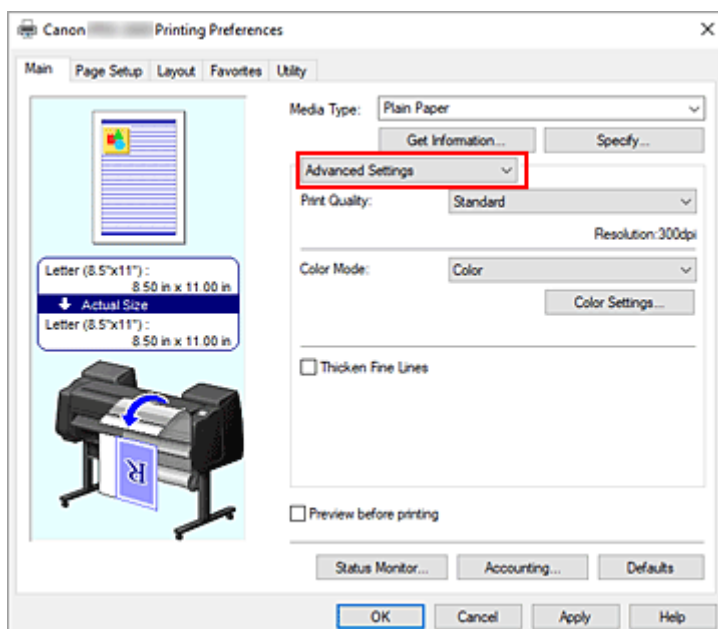 Canon Printing Preferences
Main Page Setup Layout Favorites Utility
Media Type: Plain Paper
Get Information... Specify...
Advanced Settings
Print Quality: Standard
Resolution:300dpi
Letter (8.5"x11") :
8.50 in x 11.00 in
Actual Size
Letter (8.5"x11") :
8.50 in x 11.00 in
Color Mode: Color
Color Settings...
Thicken Fine Lines
R
Preview before printing
Status Monitor... Accounting... Defaults
OK Cancel Apply Help